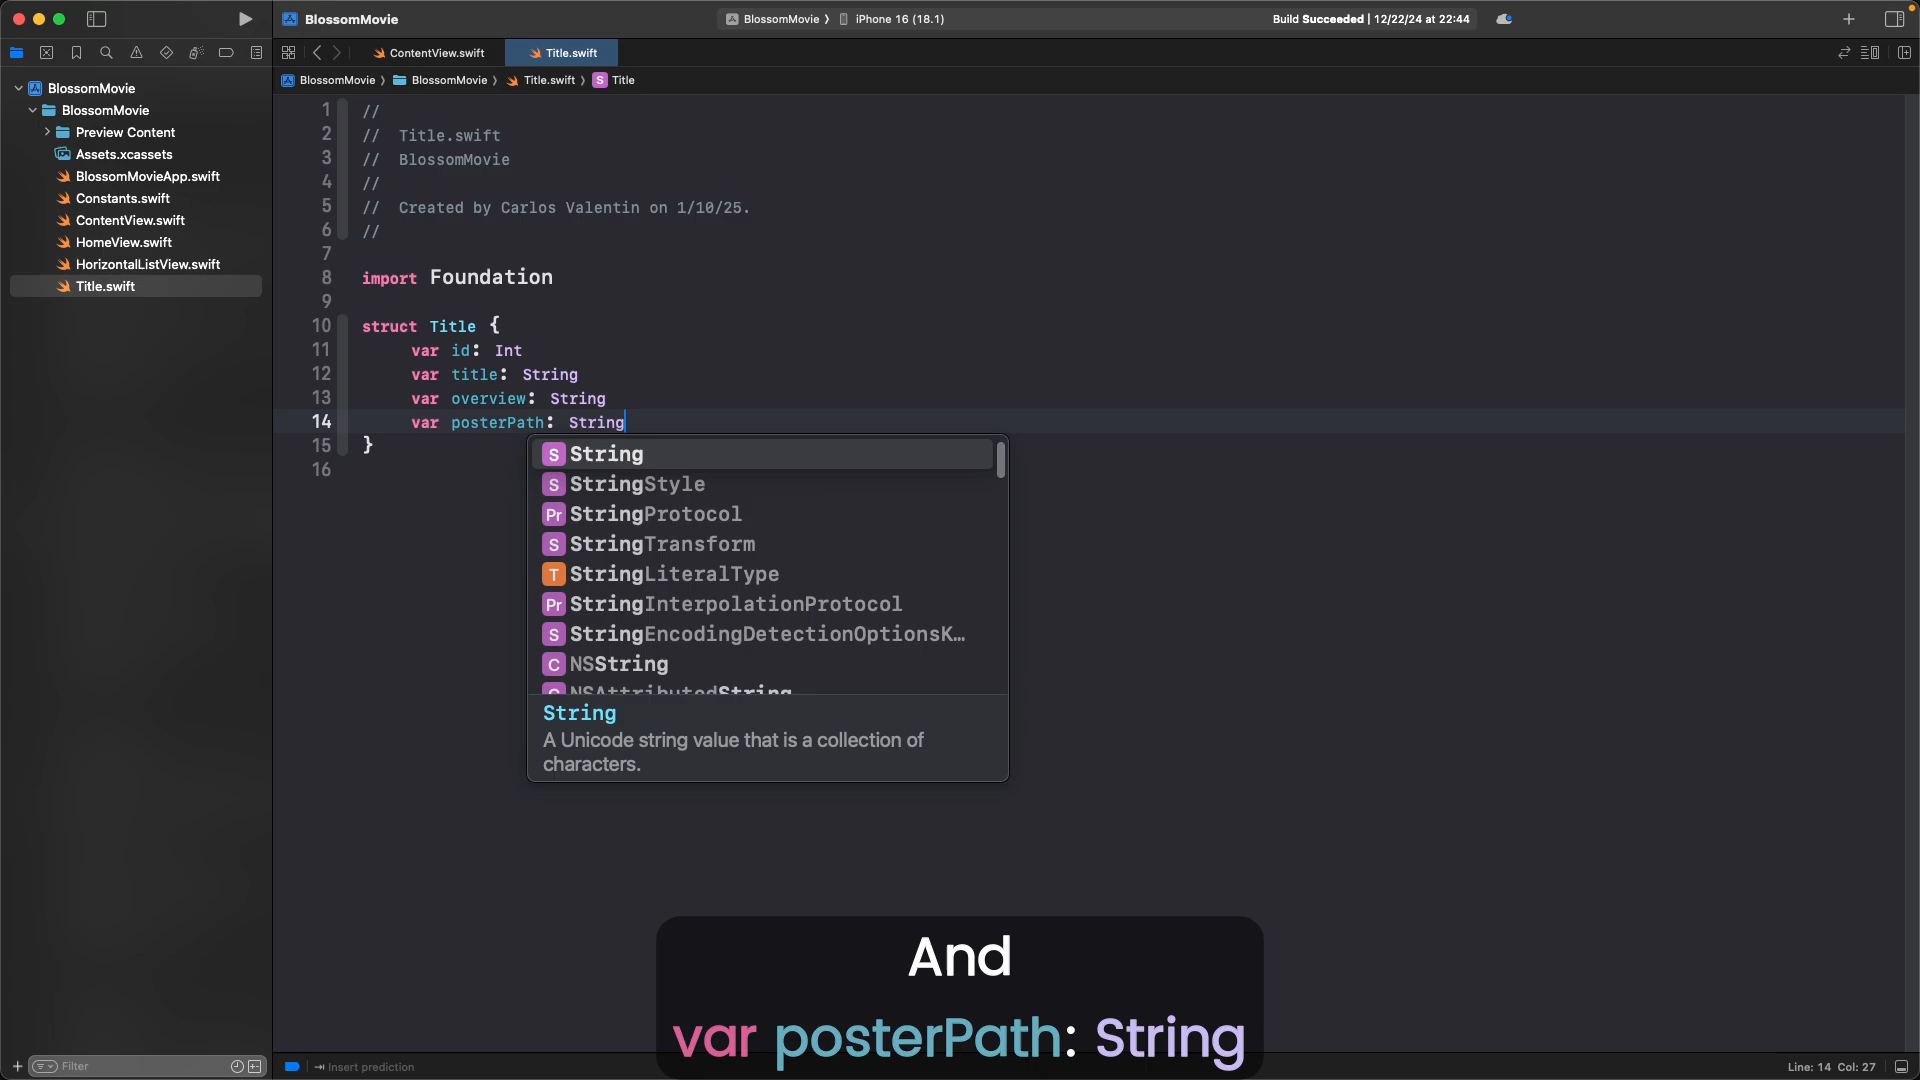 BlossomMovie
BlossomMovie 〉 iPhone 16 (18.1)
Build Succeeded | 12/22/24 at 22:44
ContentView.swift
Title.swift
BlossomMovie 〉 BlossomMovie 〉 Title.swift 〉 S Title
BlossomMovie
BlossomMovie
Preview Content
Assets.xcassets
BlossomMovieApp.swift
Constants.swift
ContentView.swift
HomeView.swift
HorizontalListView.swift
Title.swift
1 //
2 // Title.swift
3 // BlossomMovie
4 //
5 // Created by Carlos Valentin on 1/10/25.
6 //
7
8 import Foundation
9
10 struct Title {
11 var id: Int
12 var title: String
13 var overview: String
14 var posterPath: String
15 }
16
S String
S StringStyle
Pr StringProtocol
S StringTransform
T StringLiteralType
Pr StringInterpolationProtocol
S StringEncodingDetectionOptionsK…
C NSString
C NSAttributedString
String
A Unicode string value that is a collection of
characters.
And
var posterPath: String
Filter
Insert prediction
Line: 14 Col: 27